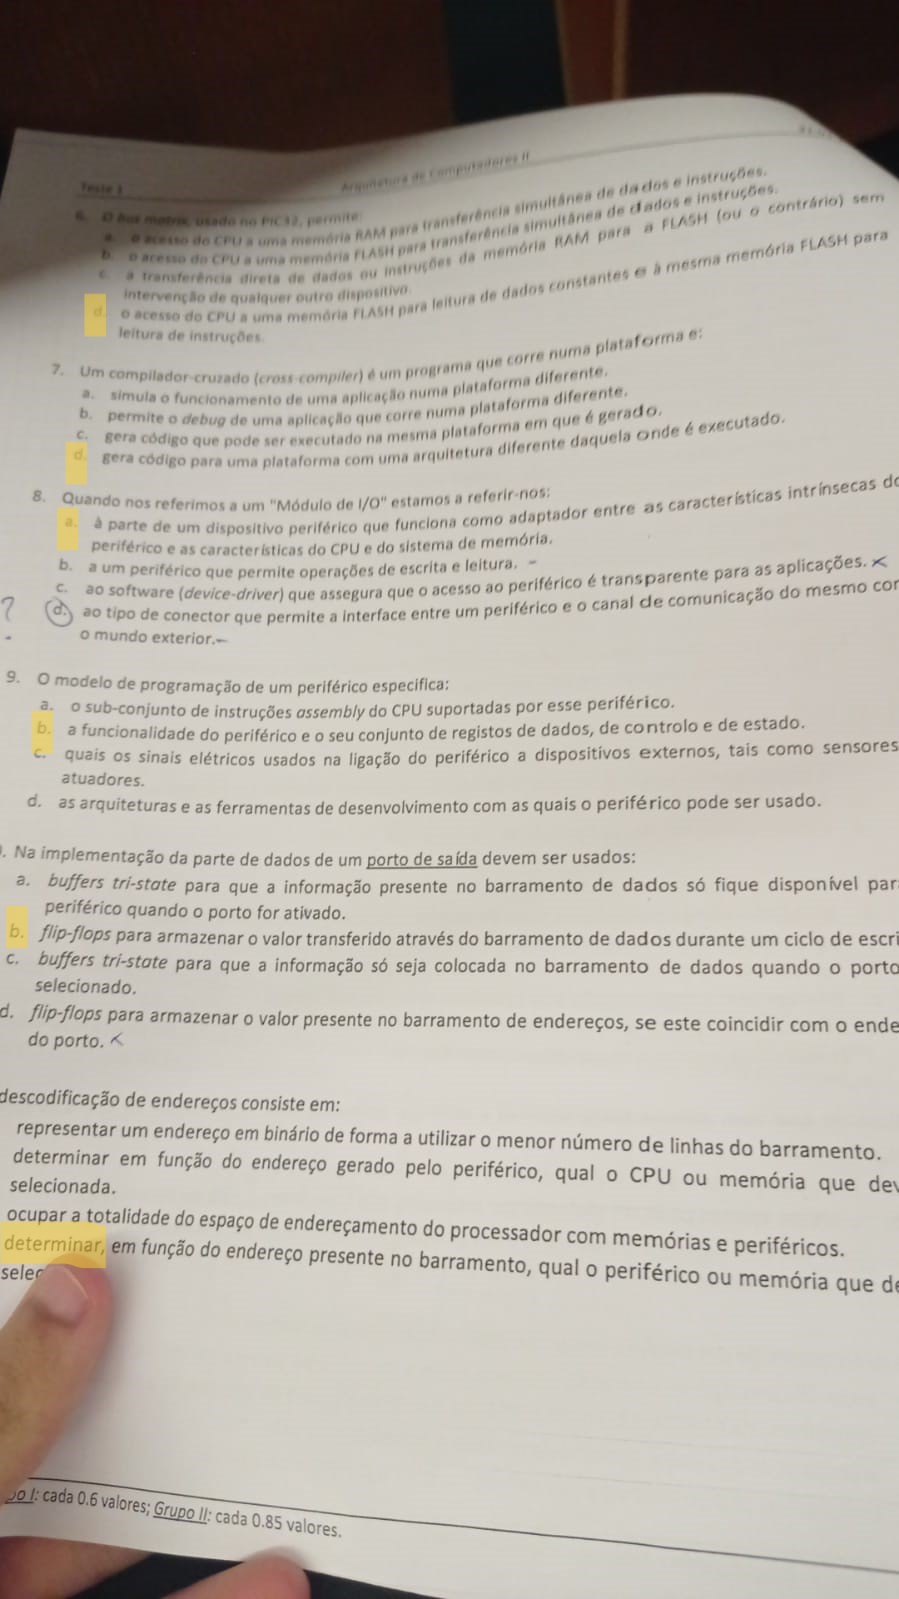 Teste 1
Arquitetura de Computadores II
6. O bus matrix, usado no PIC32, permite:
a. o acesso do CPU a uma memória RAM para transferência simultânea de dados e instruções.
b. o acesso do CPU a uma memória FLASH para transferência simultânea de dados e instruções.
c. a transferência direta de dados ou instruções da memória RAM para a FLASH (ou o contrário) sem
intervenção de qualquer outro dispositivo.
d. o acesso do CPU a uma memória FLASH para leitura de dados constantes e à mesma memória FLASH para
leitura de instruções.
7. Um compilador-cruzado (cross-compiler) é um programa que corre numa plataforma e:
a. simula o funcionamento de uma aplicação numa plataforma diferente.
b. permite o debug de uma aplicação que corre numa plataforma diferente.
c. gera código que pode ser executado na mesma plataforma em que é gerado.
d. gera código para uma plataforma com uma arquitetura diferente daquela onde é executado.
8. Quando nos referimos a um "Módulo de I/O" estamos a referir-nos:
a. à parte de um dispositivo periférico que funciona como adaptador entre as características intrínsecas do
periférico e as características do CPU e do sistema de memória.
b. a um periférico que permite operações de escrita e leitura. -
c. ao software (device-driver) que assegura que o acesso ao periférico é transparente para as aplicações. x
? d. ao tipo de conector que permite a interface entre um periférico e o canal de comunicação do mesmo com
o mundo exterior.-
9. O modelo de programação de um periférico especifica:
a. o sub-conjunto de instruções assembly do CPU suportadas por esse periférico.
b. a funcionalidade do periférico e o seu conjunto de registos de dados, de controlo e de estado.
c. quais os sinais elétricos usados na ligação do periférico a dispositivos externos, tais como sensores
atuadores.
d. as arquiteturas e as ferramentas de desenvolvimento com as quais o periférico pode ser usado.
. Na implementação da parte de dados de um porto de saída devem ser usados:
a. buffers tri-state para que a informação presente no barramento de dados só fique disponível par
periférico quando o porto for ativado.
b. flip-flops para armazenar o valor transferido através do barramento de dados durante um ciclo de escri
c. buffers tri-state para que a informação só seja colocada no barramento de dados quando o porto
selecionado.
d. flip-flops para armazenar o valor presente no barramento de endereços, se este coincidir com o ende
do porto. x
descodificação de endereços consiste em:
representar um endereço em binário de forma a utilizar o menor número de linhas do barramento.
determinar em função do endereço gerado pelo periférico, qual o CPU ou memória que dev
selecionada.
ocupar a totalidade do espaço de endereçamento do processador com memórias e periféricos.
determinar, em função do endereço presente no barramento, qual o periférico ou memória que de
selec
po I: cada 0.6 valores; Grupo II: cada 0.85 valores.